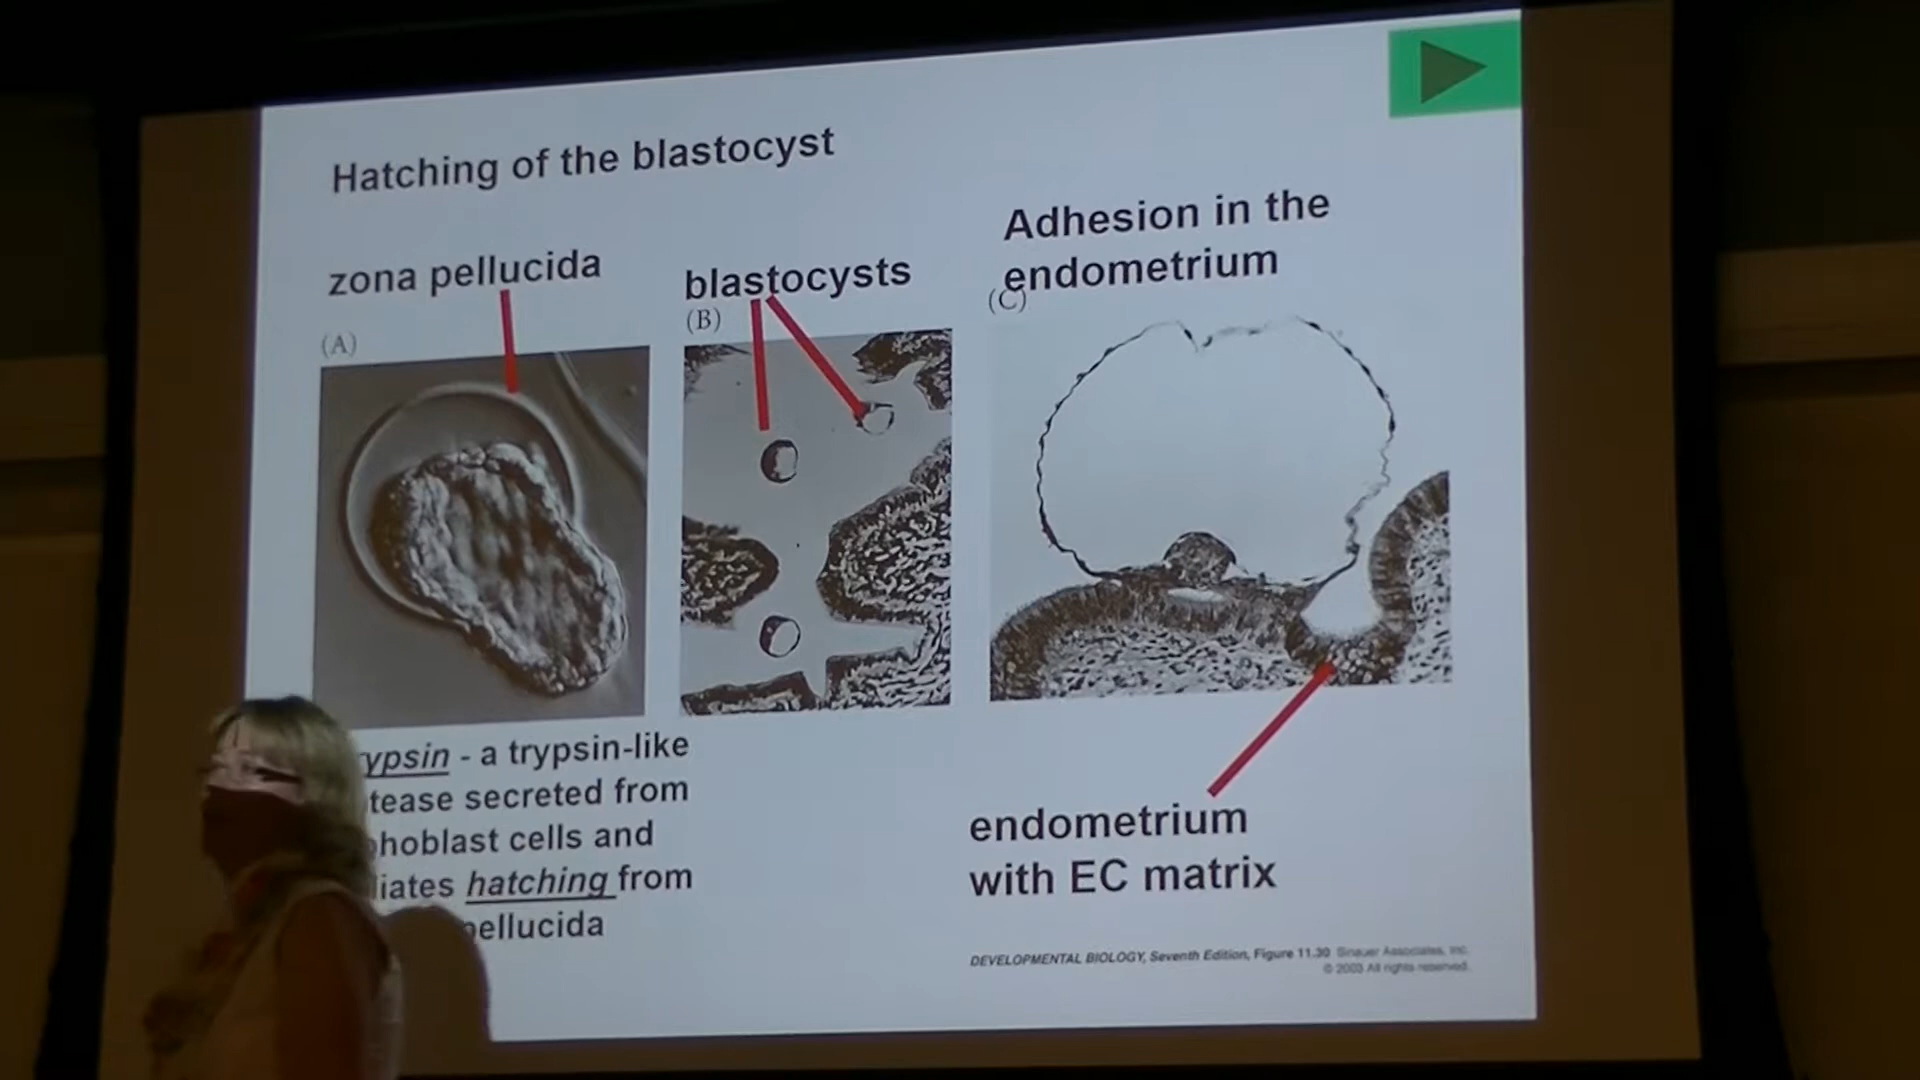 Hatching of the blastocyst
zona pellucida
blastocysts
Adhesion in the
endometrium
(A)
(B)
(C)
ypsin - a trypsin-like
tease secreted from
hoblast cells and
liates hatching from
pellucida
endometrium
with EC matrix
DEVELOPMENTAL BIOLOGY, Seventh Edition, Figure 11.30 Sinauer Associates, Inc.
© 2003 All rights reserved.